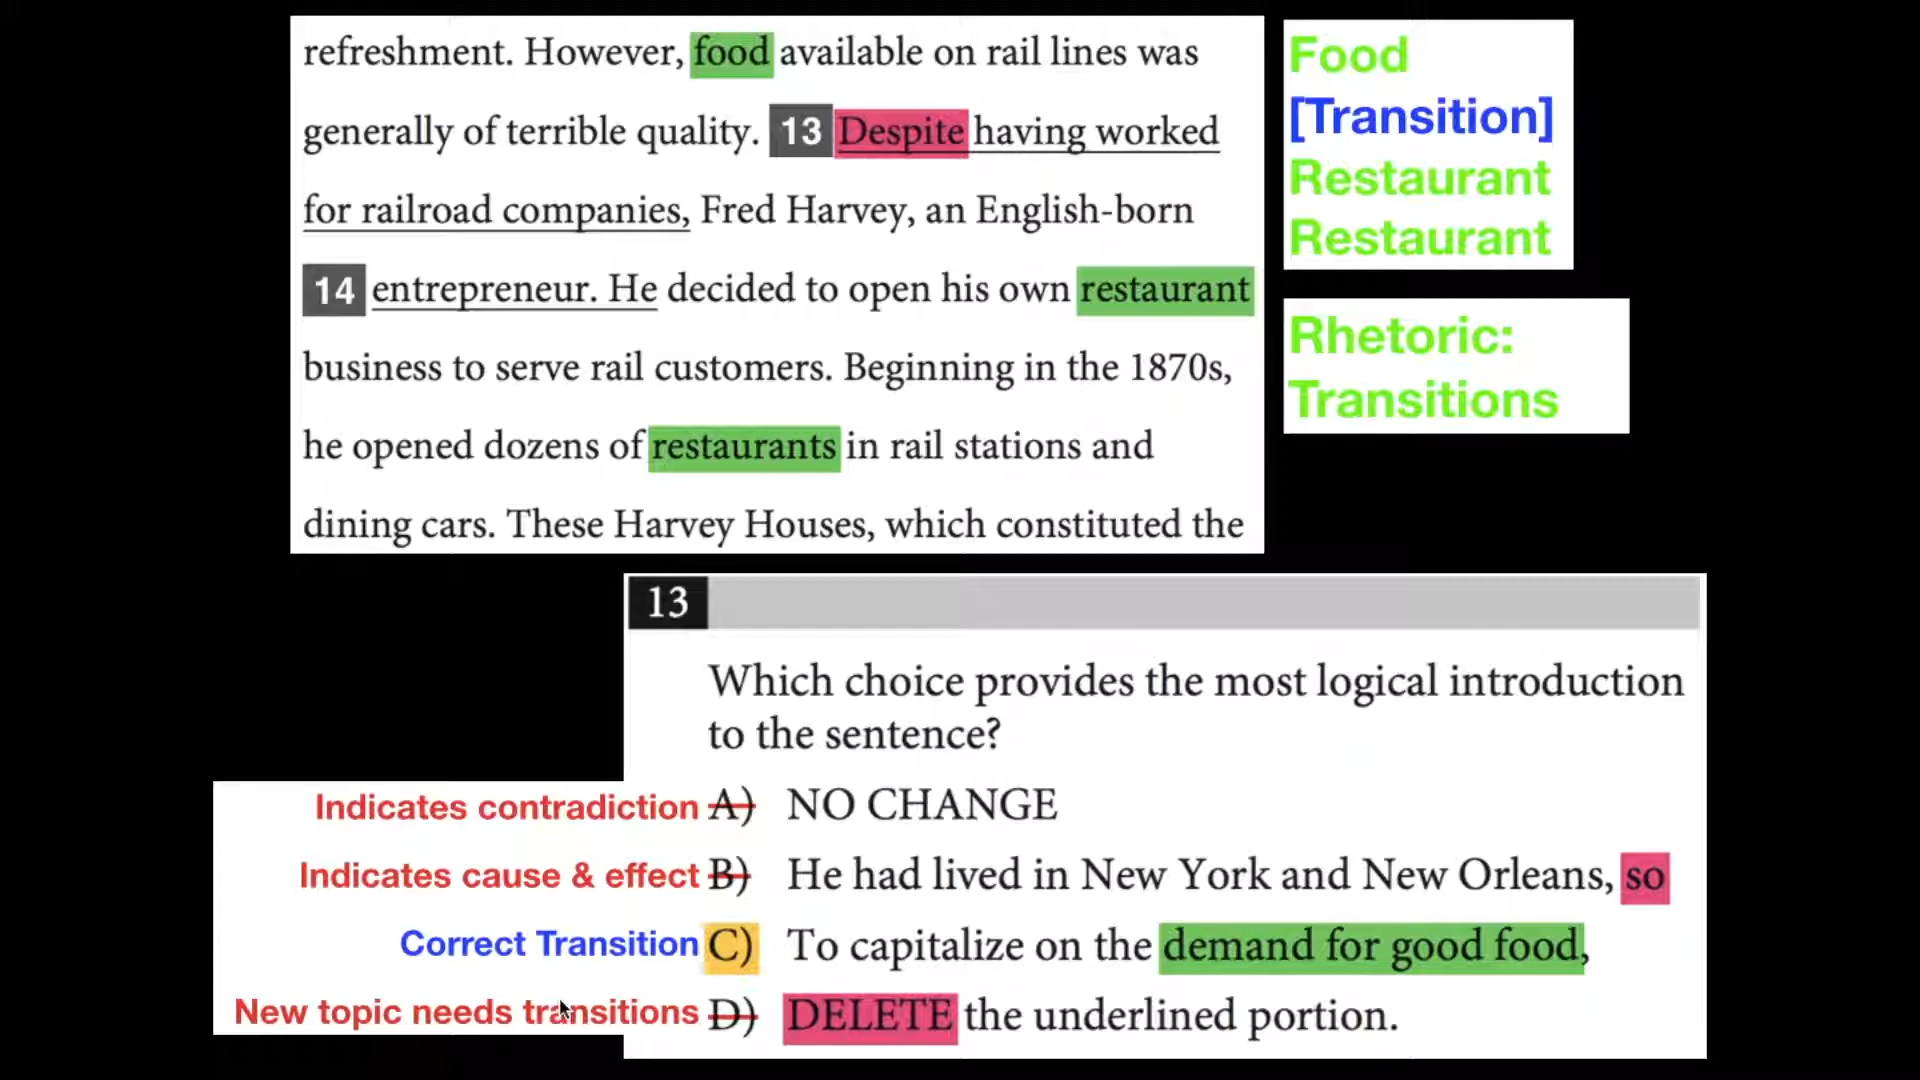 refreshment. However, food available on rail lines was
generally of terrible quality. 13 Despite having worked
for railroad companies, Fred Harvey, an English-born
14 entrepreneur. He decided to open his own restaurant
business to serve rail customers. Beginning in the 1870s,
he opened dozens of restaurants in rail stations and
dining cars. These Harvey Houses, which constituted the
Food
[Transition]
Restaurant
Restaurant
Rhetoric:
Transitions
13
Which choice provides the most logical introduction
to the sentence?
Indicates contradiction A) NO CHANGE
Indicates cause & effect B) He had lived in New York and New Orleans, so
Correct Transition C) To capitalize on the demand for good food,
New topic needs transitions D) DELETE the underlined portion.